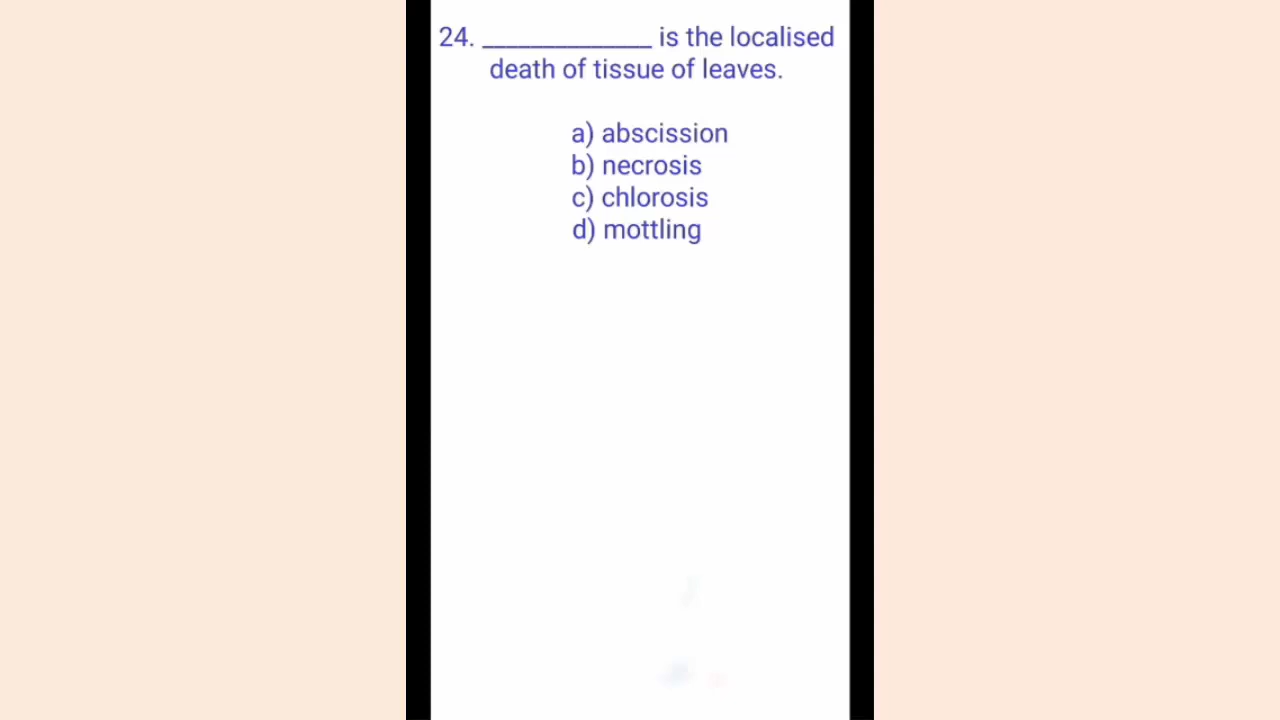 24. ____________ is the localised
death of tissue of leaves.
a) abscission
b) necrosis
c) chlorosis
d) mottling